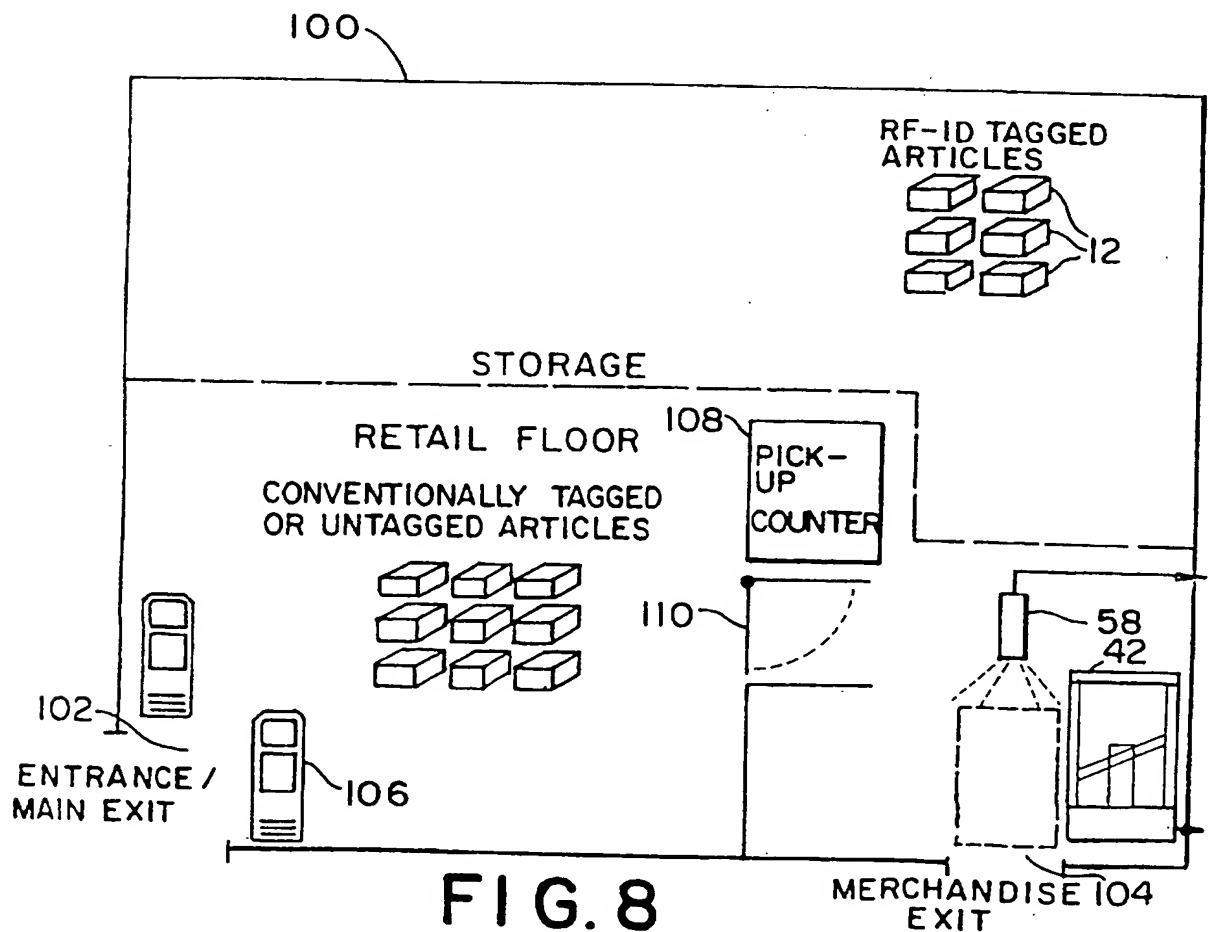 100
RF-ID TAGGED
ARTICLES
12
STORAGE
RETAIL FLOOR
108
PICK-
UP
COUNTER
CONVENTIONALLY TAGGED
OR UNTAGGED ARTICLES
110
58
42
102
ENTRANCE/
MAIN EXIT
106
MERCHANDISE 104
EXIT
FIG. 8